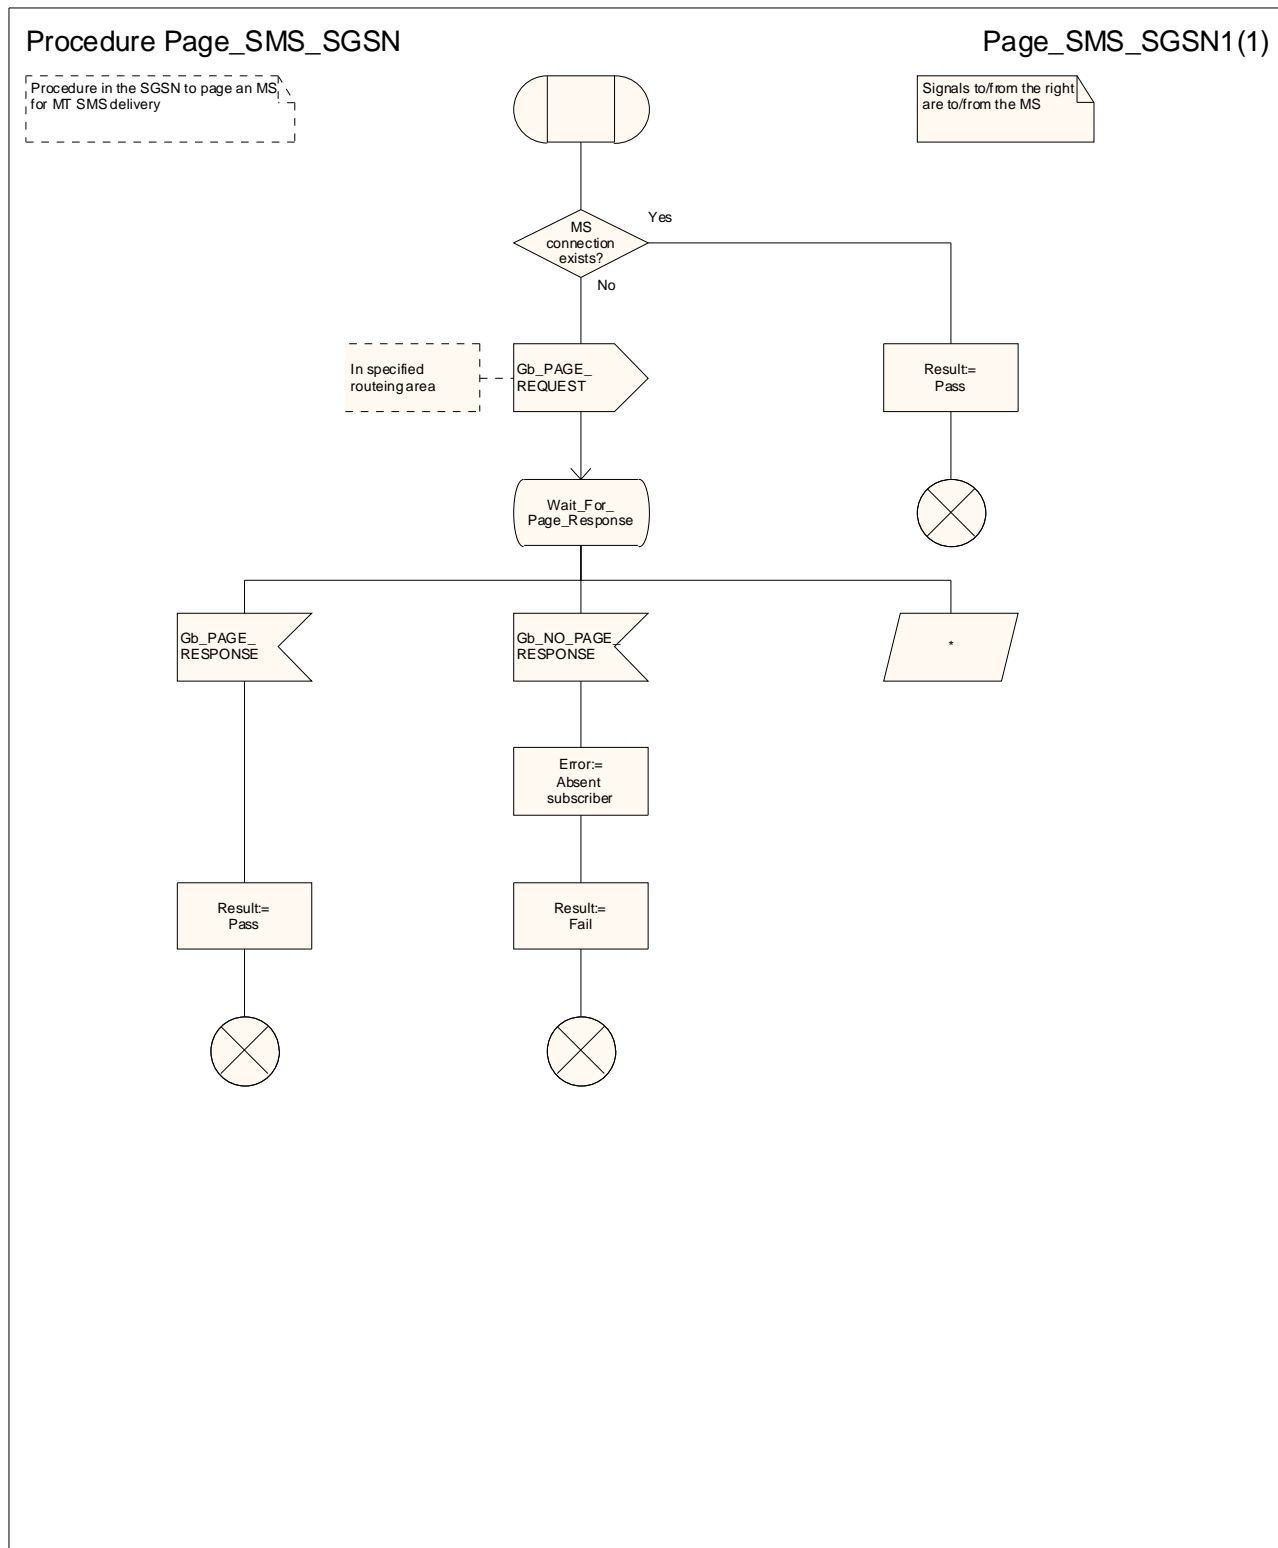 Procedure Page_SMS_SGSN
Page_SMS_SGSN1(1)
Procedure in the SGSN to page an MS
for MT SMS delivery
Signals to/from the right
are to/from the MS
MS
connection
exists?
Yes
No
In specified
routeing area
Gb_PAGE_
REQUEST
Result:=
Pass
Wait_For_
Page_Response
Gb_PAGE_
RESPONSE
Gb_NO_PAGE_
RESPONSE
*
Error:=
Absent
subscriber
Result:=
Pass
Result:=
Fail